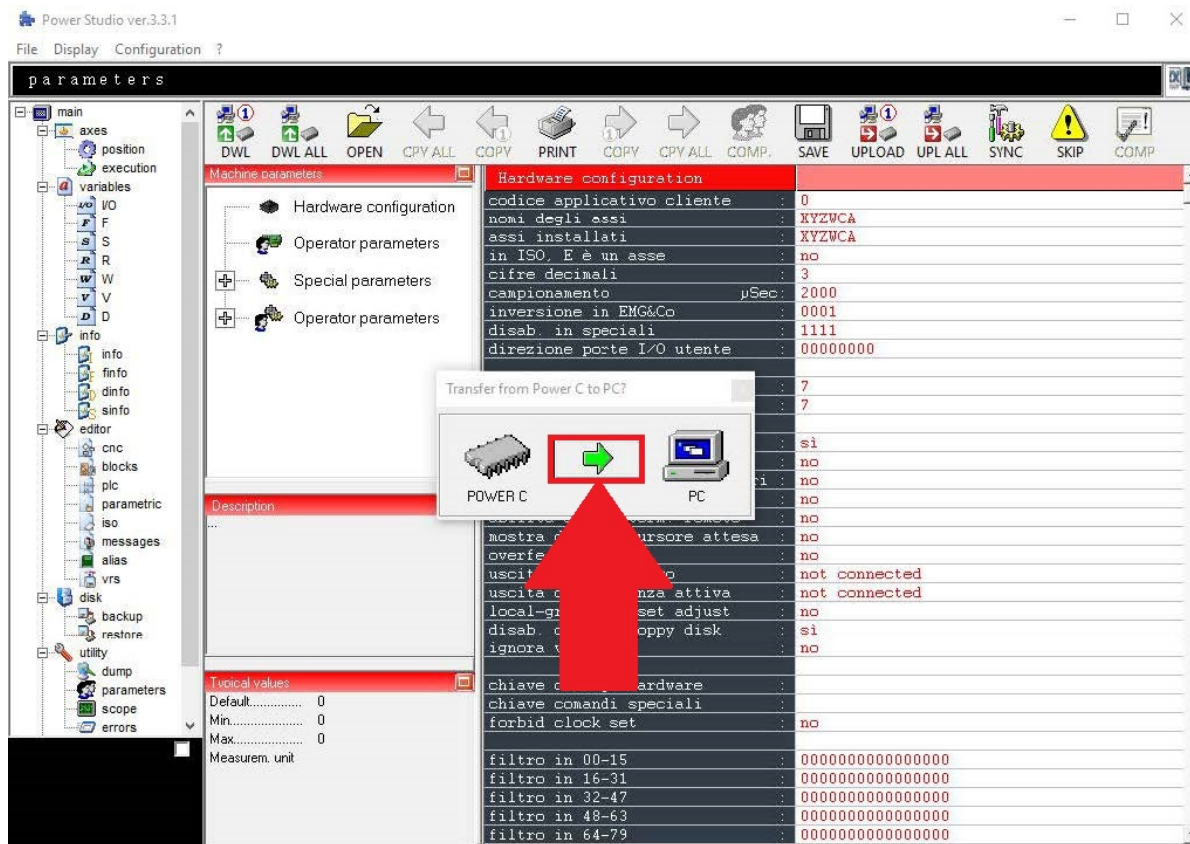 Power Studio ver.3.3.1
File Display Configuration ?
parameters
main
axes
position
execution
variables
I/O
F
S
R
W
V
D
info
info
finfo
dinfo
sinfo
editor
cnc
blocks
plc
parametric
iso
messages
alias
vrs
disk
backup
restore
utility
dump
parameters
scope
errors
DWL DWL ALL OPEN CPY ALL COPY PRINT COPY CPY ALL COMP. SAVE UPLOAD UPL ALL SYNC SKIP COMP
Machine parameters
Hardware configuration
Operator parameters
Special parameters
Operator parameters
Description
...
Typical values
Default.............. 0
Min.................... 0
Max................... 0
Measurem. unit
Hardware configuration
codice applicativo cliente : 0
nomi degli assi : XYZWCA
assi installati : XYZWCA
in ISO, E è un asse : no
cifre decimali : 3
campionamento µSec: 2000
inversione in EMG&Co : 0001
disab. in speciali : 1111
direzione porte I/O utente : 00000000
: 7
: 7
: sì
: no
: no
: no
: no
mostra ursore attesa : no
: no
: not connected
uscita attiva : not connected
set adjust : no
disab. disk : sì
ignora : no
chiave :
chiave comandi speciali :
forbid clock set : no
filtro in 00-15 : 0000000000000000
filtro in 16-31 : 0000000000000000
filtro in 32-47 : 0000000000000000
filtro in 48-63 : 0000000000000000
filtro in 64-79 : 0000000000000000
Transfer from Power C to PC?
POWER C PC